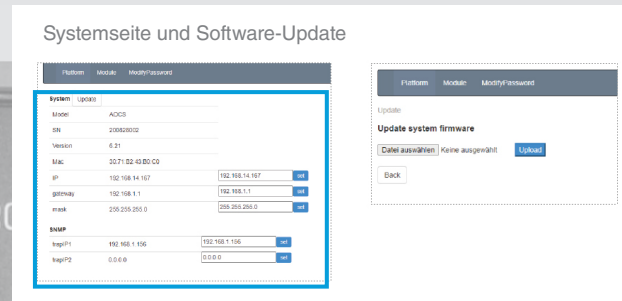 Systemseite und Software-Update
Platform Module ModifyPassword
System Update
Model AOCS
SN 200826002
Version 6.21
Mac 30:71:B2:43:B0:C0
IP 192.168.14.167 192.168.14.167 set
gateway 192.168.1.1 192.168.1.1 set
mask 255.255.255.0 255.255.255.0 set
SNMP
trapIP1 192.168.1.156 192.168.1.156 set
trapIP2 0.0.0.0 0.0.0.0 set
Platform Module ModifyPassword
Update
Update system firmware
Datei auswählen Keine ausgewählt Upload
Back